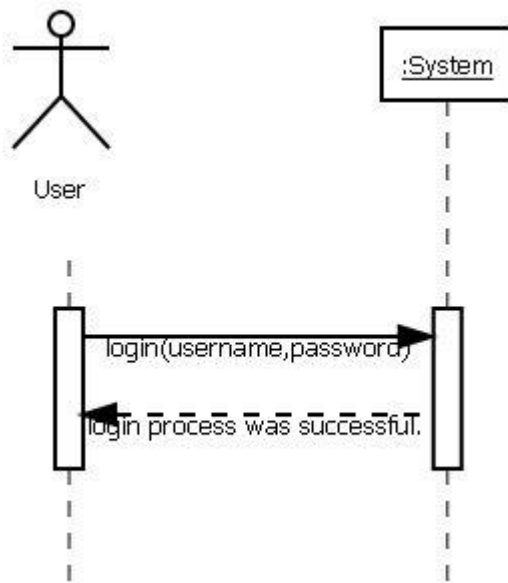 :System
User
login(username,password)
login process was successful.